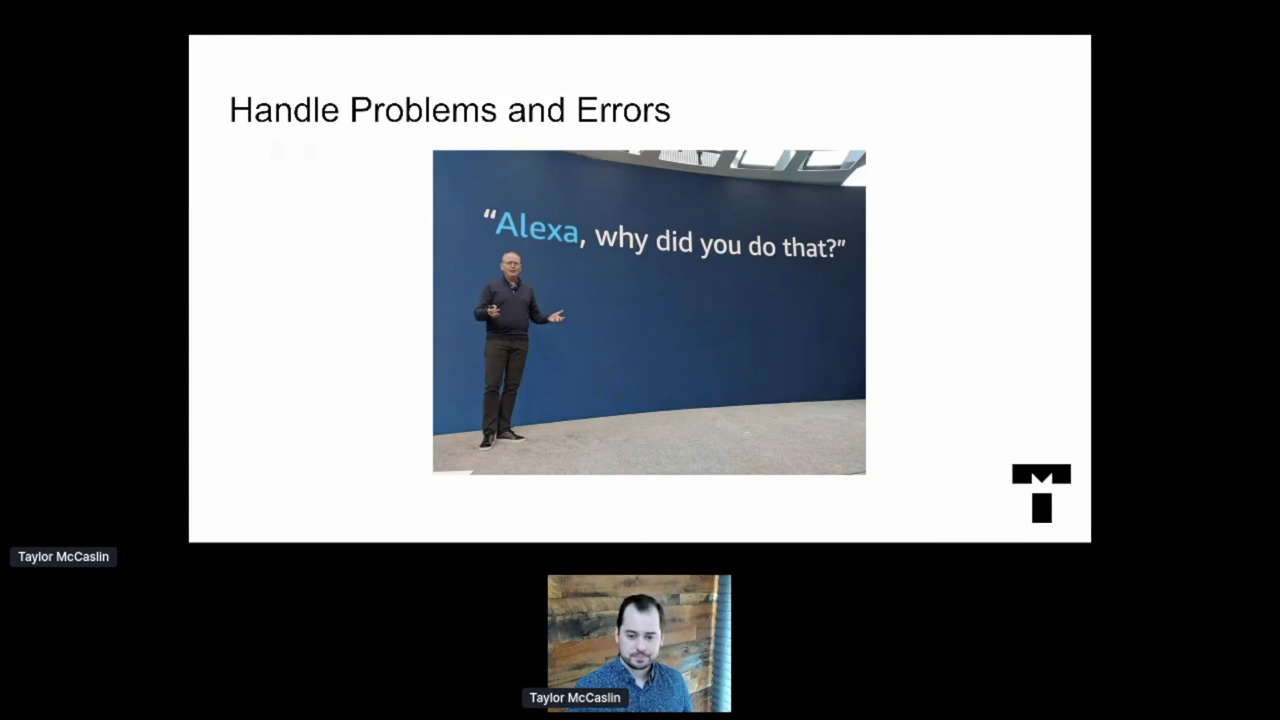 Handle Problems and Errors
“Alexa, why did you do that?”
Taylor McCaslin
Taylor McCaslin